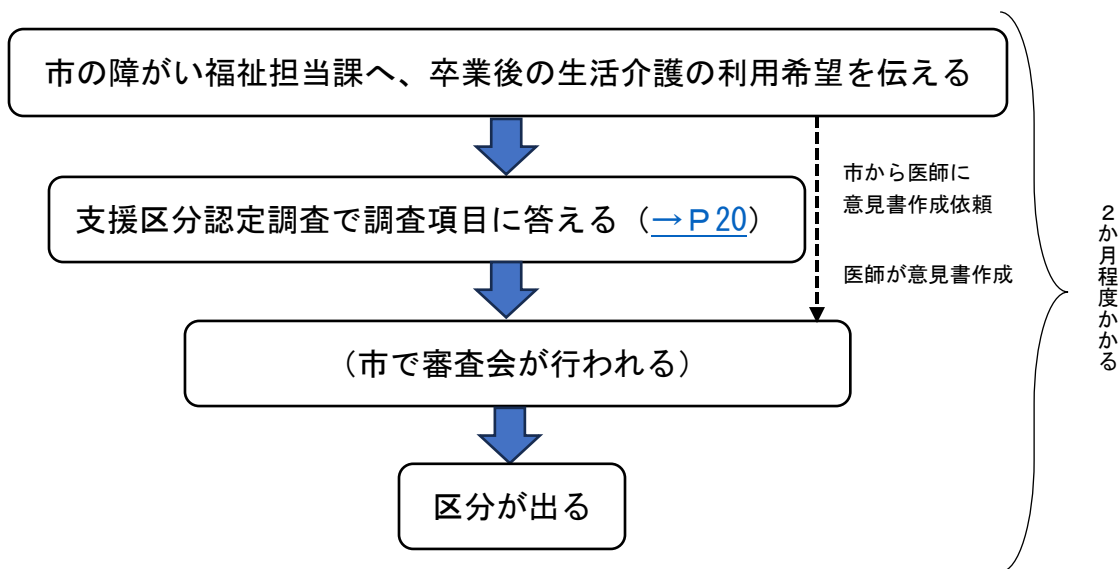 市の障がい福祉担当課へ、卒業後の生活介護の利用希望を伝える
市から医師に
意見書作成依頼
支援区分認定調査で調査項目に答える（→Ｐ20）
医師が意見書作成
（市で審査会が行われる）
区分が出る
２か月程度かかる